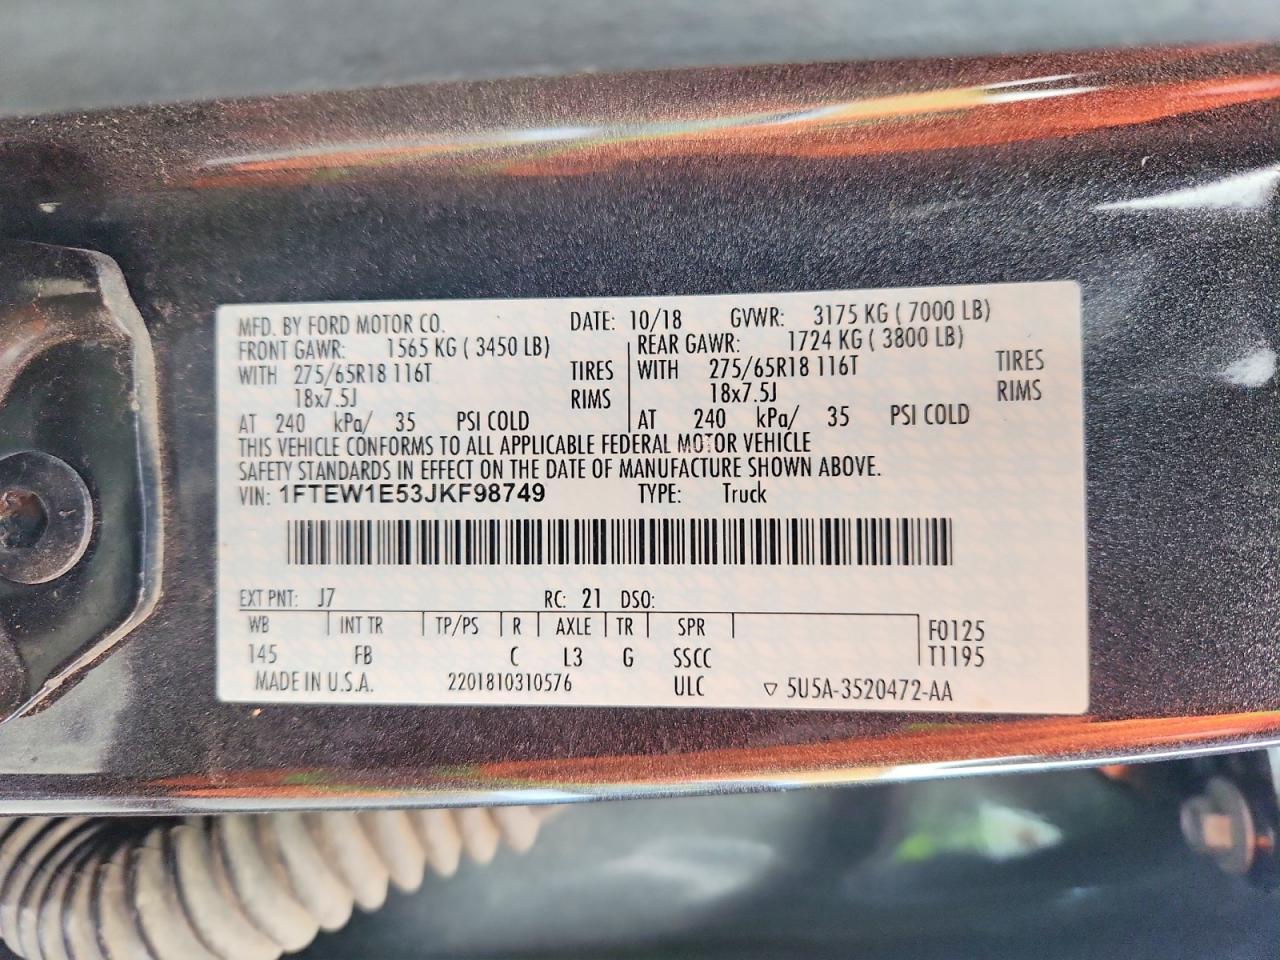 MFD. BY FORD MOTOR CO. DATE: 10/18 GVWR: 3175 KG ( 7000 LB)
FRONT GAWR: 1565 KG ( 3450 LB) REAR GAWR: 1724 KG ( 3800 LB)
WITH 275/65R18 116T TIRES WITH 275/65R18 116T TIRES
18x7.5J RIMS 18x7.5J RIMS
AT 240 kPa/ 35 PSI COLD AT 240 kPa/ 35 PSI COLD
THIS VEHICLE CONFORMS TO ALL APPLICABLE FEDERAL MOTOR VEHICLE
SAFETY STANDARDS IN EFFECT ON THE DATE OF MANUFACTURE SHOWN ABOVE.
VIN: 1FTEW1E53JKF98749 TYPE: Truck
EXT PNT: J7 RC: 21 DSO:
WB INT TR TP/PS R AXLE TR SPR F0125
145 FB C L3 G SSCC T1195
MADE IN U.S.A. 2201810310576 ULC ▽ 5U5A-3520472-AA